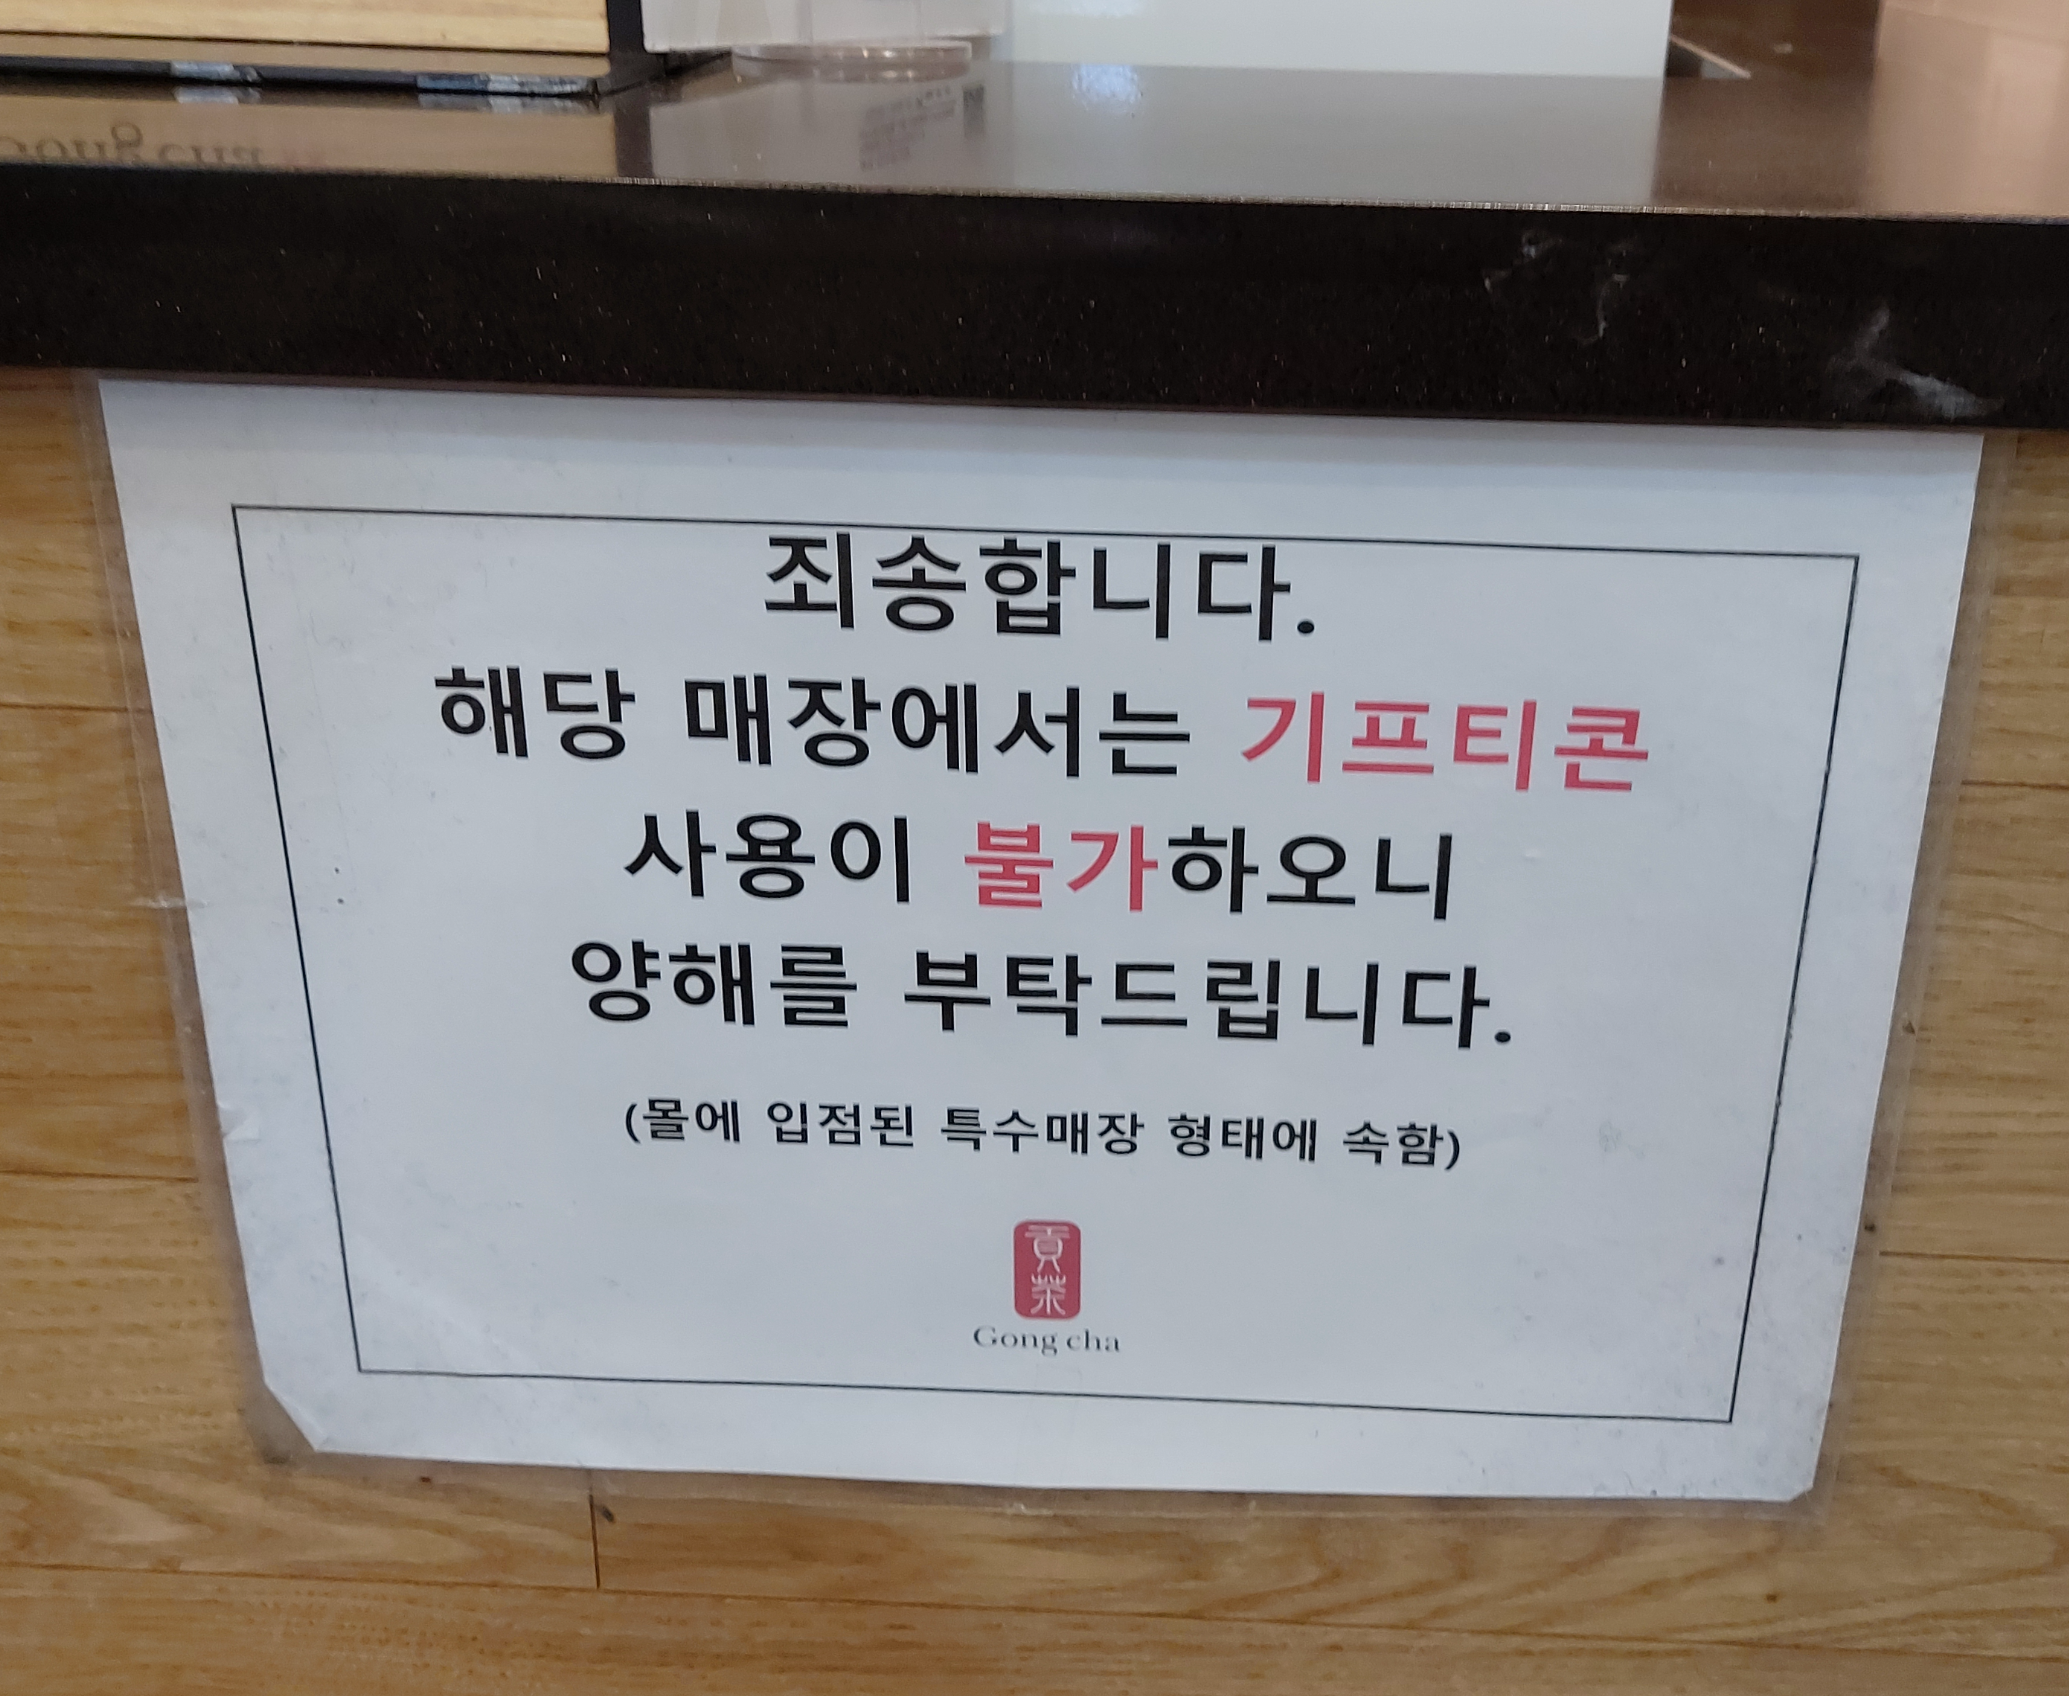 죄송합니다.
해당 매장에서는 기프티콘
사용이 불가하오니
양해를 부탁드립니다.
(몰에 입점된 특수매장 형태에 속함)
貢茶
Gong cha